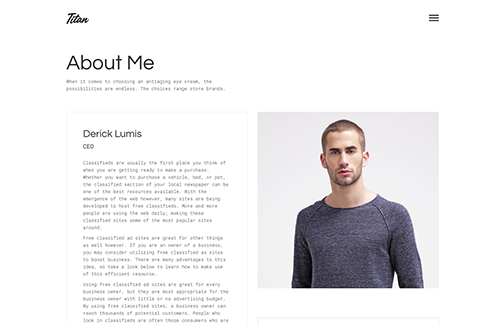 Titan
About Me
When it comes to choosing an antiaging eye cream, the
possibilities are endless. The choices range store brands.
Derick Lumis
CEO
Classifieds are usually the first place you think of
when you are getting ready to make a purchase.
Whether you want to purchase a vehicle, bed, or pet,
the classified section of your local newspaper can be
one of the best resources available. With the
emergence of the web however, many sites are being
developed to host free classifieds. More and more
people are using the web daily, making these
classified sites some of the most popular sites
around.
Free classified ad sites are great for other things
as well however. If you are an owner of a business,
you may consider utilizing free classified as sites
to boost business. There are many advantages to this
idea, so take a look below to learn how to make use
of this efficient resource.
Using free classified ad sites are great for every
business owner, but they are most appropriate for the
business owner with little or no advertising budget.
By using free classified sites, a business owner can
reach thousands of potential customers. People who
look in classifieds are often those consumers who are